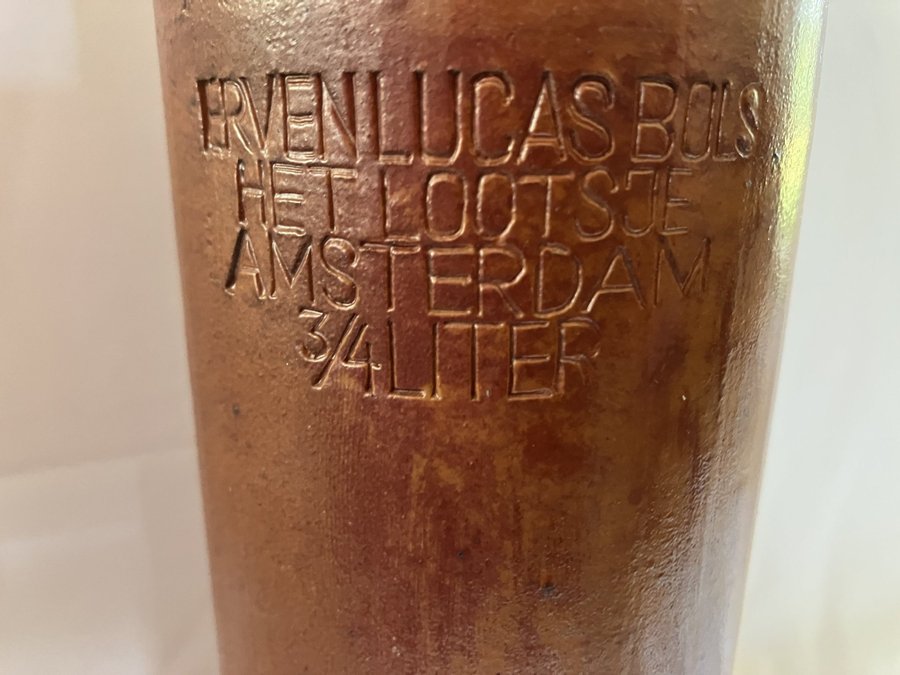 ERVEN LUCAS BOLS
HET LOOTSJE
AMSTERDAM
3/4 LITER